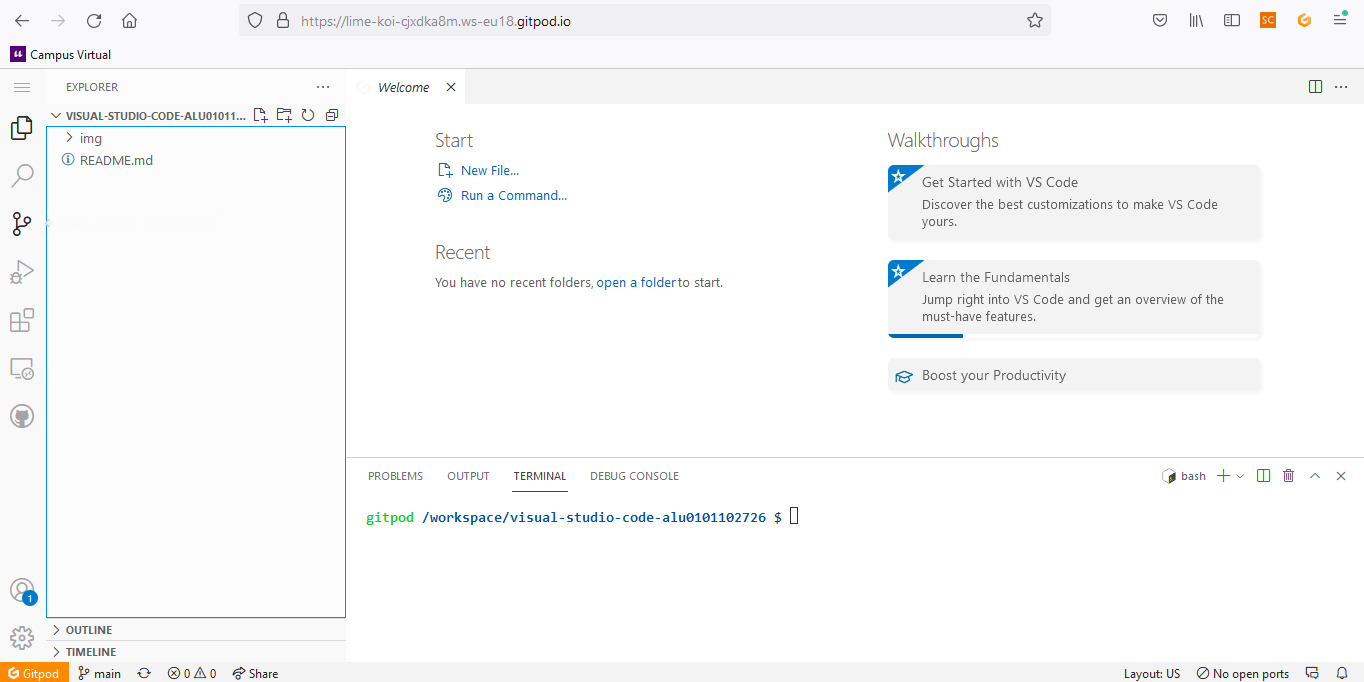 https://lime-koi-cjxdka8m.ws-eu18.gitpod.io
SC
Campus Virtual
EXPLORER
Welcome
VISUAL-STUDIO-CODE-ALU01011...
img
README.md
Start
New File...
Run a Command...
Recent
You have no recent folders, open a folder to start.
Walkthroughs
Get Started with VS Code
Discover the best customizations to make VS Code
yours.
Learn the Fundamentals
Jump right into VS Code and get an overview of the
must-have features.
Boost your Productivity
PROBLEMS OUTPUT TERMINAL DEBUG CONSOLE
bash
gitpod /workspace/visual-studio-code-alu0101102726 $
1
OUTLINE
TIMELINE
Gitpod main 0 0 Share
Layout: US No open ports